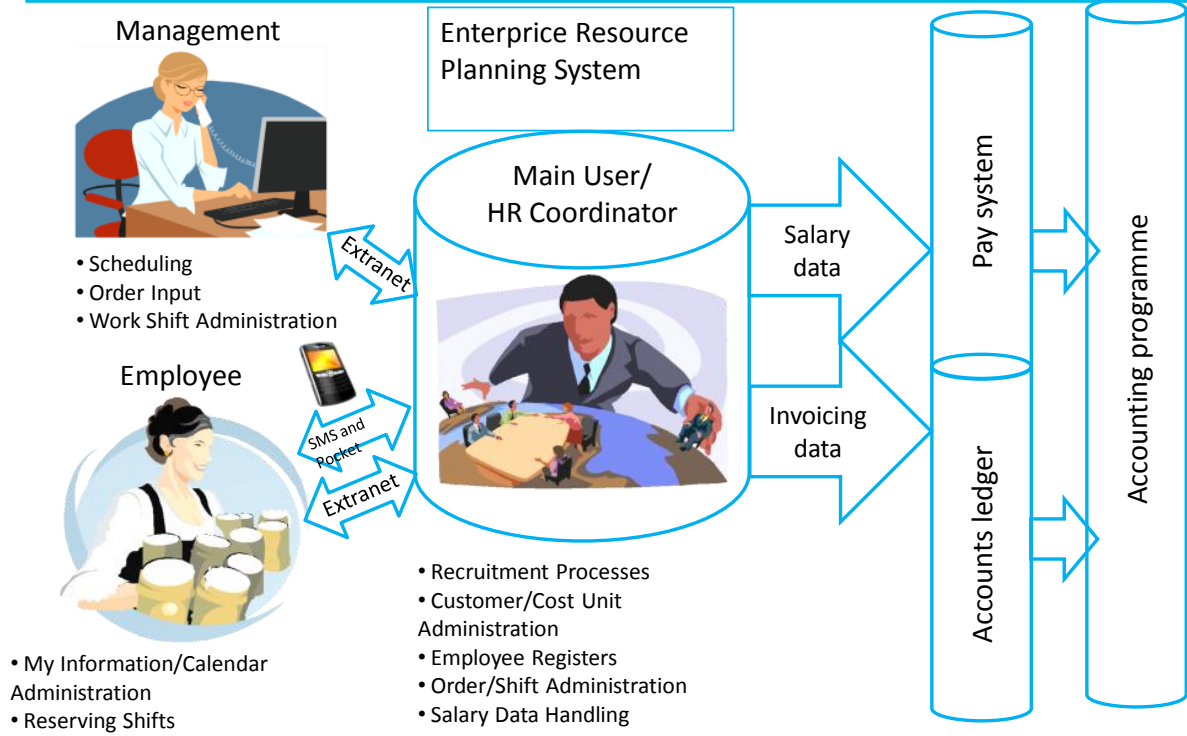 Management
Enterprice Resource
Planning System
Main User/
HR Coordinator
Extranet
• Scheduling
• Order Input
• Work Shift Administration
Employee
SMS and
Pocket
Extranet
• My Information/Calendar
Administration
• Reserving Shifts
• Recruitment Processes
• Customer/Cost Unit
Administration
• Employee Registers
• Order/Shift Administration
• Salary Data Handling
Salary
data
Invoicing
data
Pay system
Accounts ledger
Accounting programme